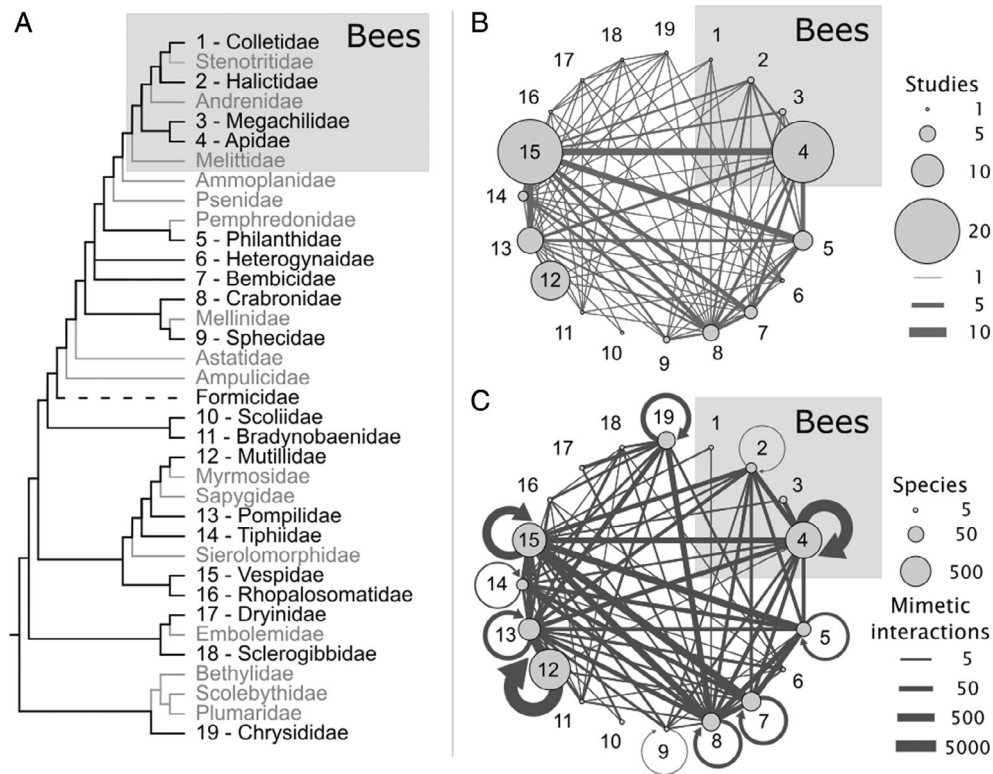 A
Bees
1 - Colletidae
Stenotritidae
2 - Halictidae
Andrenidae
3 - Megachilidae
4 - Apidae
Melittidae
Ammoplanidae
Psenidae
Pemphredonidae
5 - Philanthidae
6 - Heterogynaidae
7 - Bembicidae
8 - Crabronidae
Mellinidae
9 - Sphecidae
Astatidae
Ampulicidae
Formicidae
10 - Scoliidae
11 - Bradynobaenidae
12 - Mutillidae
Myrmosidae
Sapygidae
13 - Pompilidae
14 - Tiphiidae
Sierolomorphidae
15 - Vespidae
16 - Rhopalosomatidae
17 - Dryinidae
Embolemidae
18 - Sclerogibbidae
Bethylidae
Scolebythidae
Plumaridae
19 - Chrysididae
B
Bees
1
2
3
4
5
6
7
8
9
10
11
12
13
14
15
16
17
18
19
Studies
1
5
10
20
1
5
10
C
Bees
1
2
3
4
5
6
7
8
9
10
11
12
13
14
15
16
17
18
19
Species
5
50
500
Mimetic
interactions
5
50
500
5000